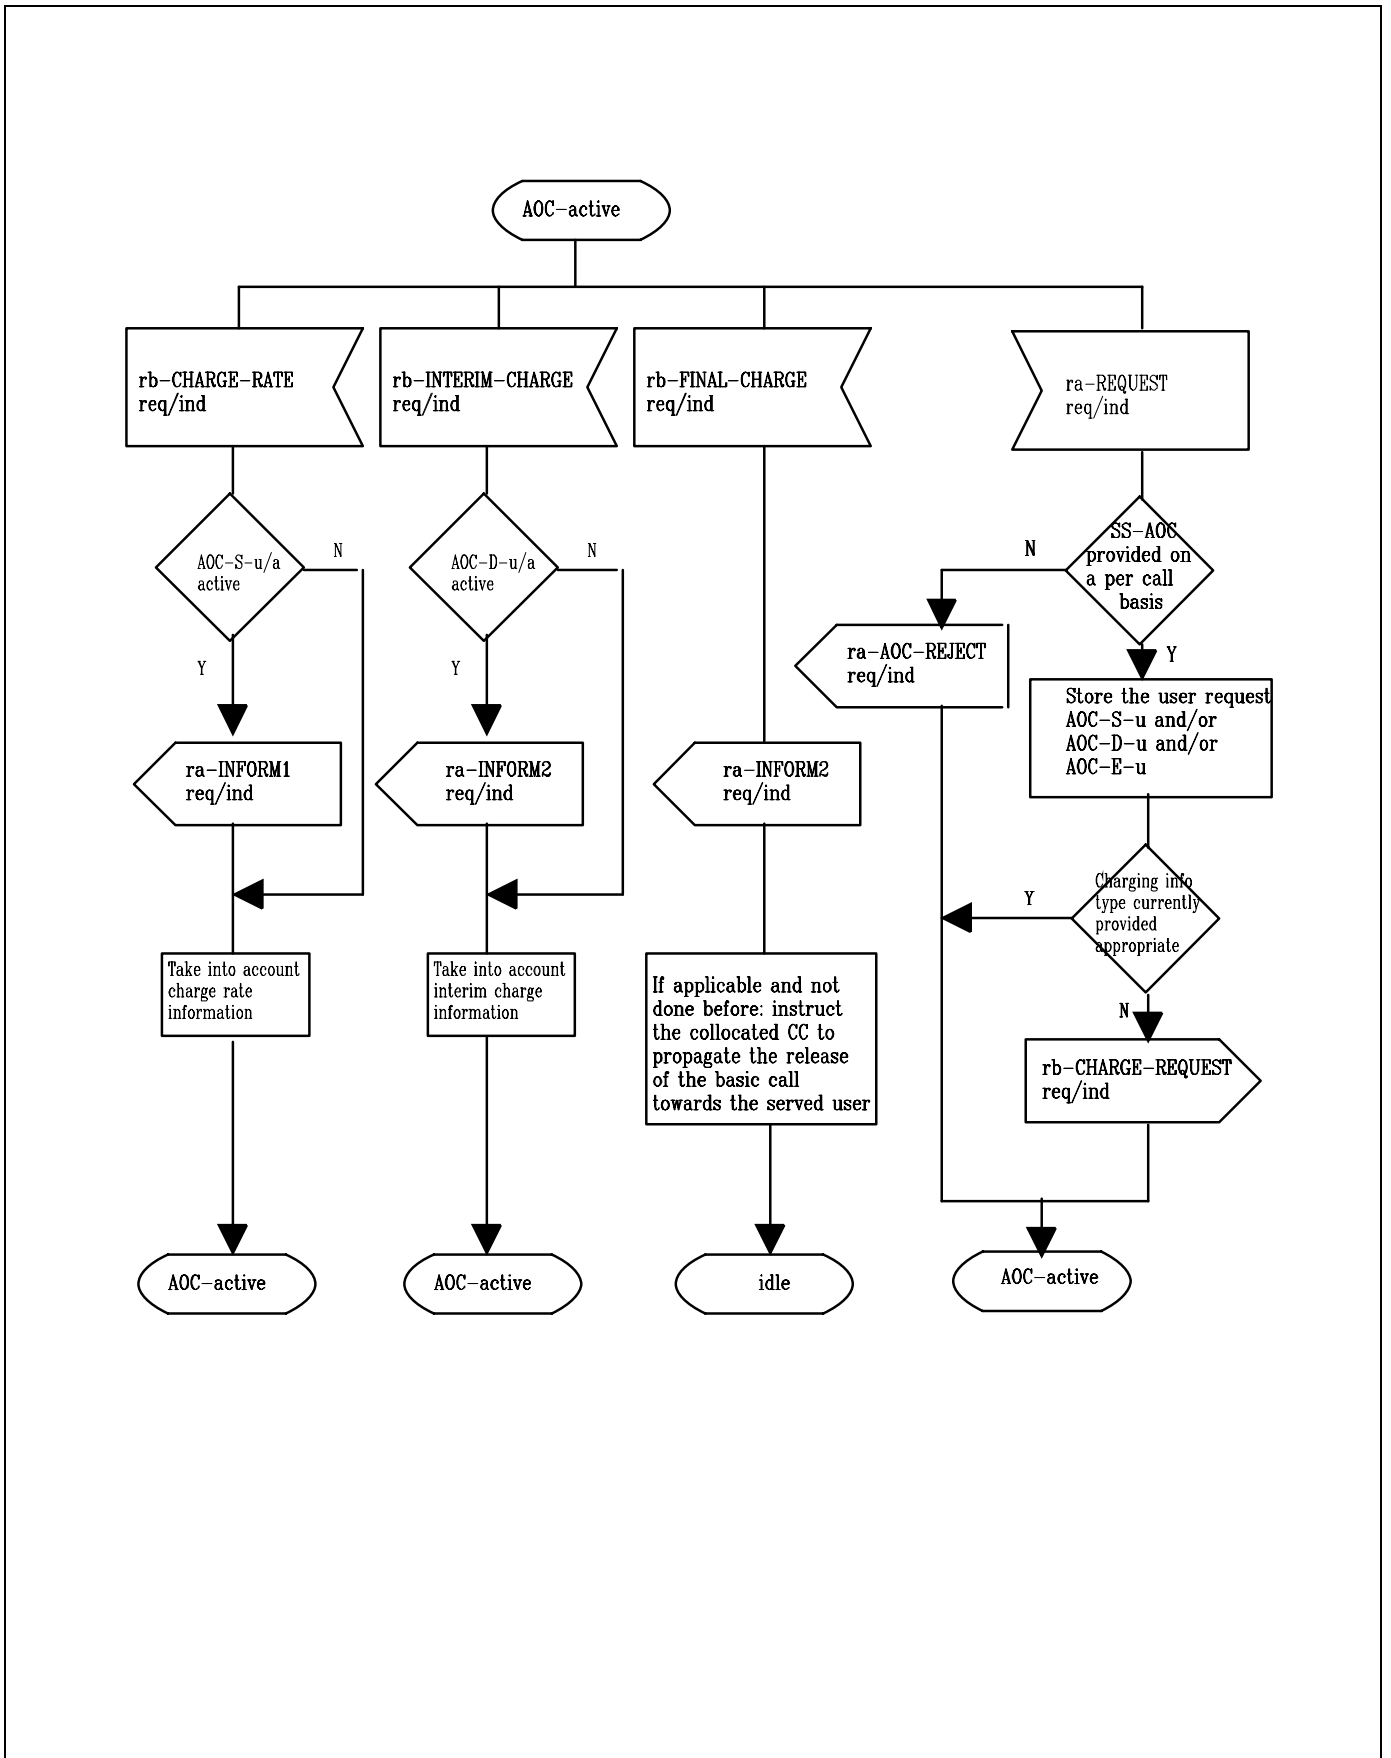 AOC-active
rb-CHARGE-RATE
req/ind
rb-INTERIM-CHARGE
req/ind
rb-FINAL-CHARGE
req/ind
ra-REQUEST
req/ind
AOC-S-u/a
active
N
Y
AOC-D-u/a
active
N
Y
SS-AOC
provided on
a per call
basis
N
Y
ra-AOC-REJECT
req/ind
Store the user request
AOC-S-u and/or
AOC-D-u and/or
AOC-E-u
ra-INFORM1
req/ind
ra-INFORM2
req/ind
ra-INFORM2
req/ind
Charging info
type currently
provided
appropriate
Y
N
Take into account
charge rate
information
Take into account
interim charge
information
If applicable and not
done before: instruct
the collocated CC to
propagate the release
of the basic call
towards the served user
rb-CHARGE-REQUEST
req/ind
AOC-active
AOC-active
idle
AOC-active